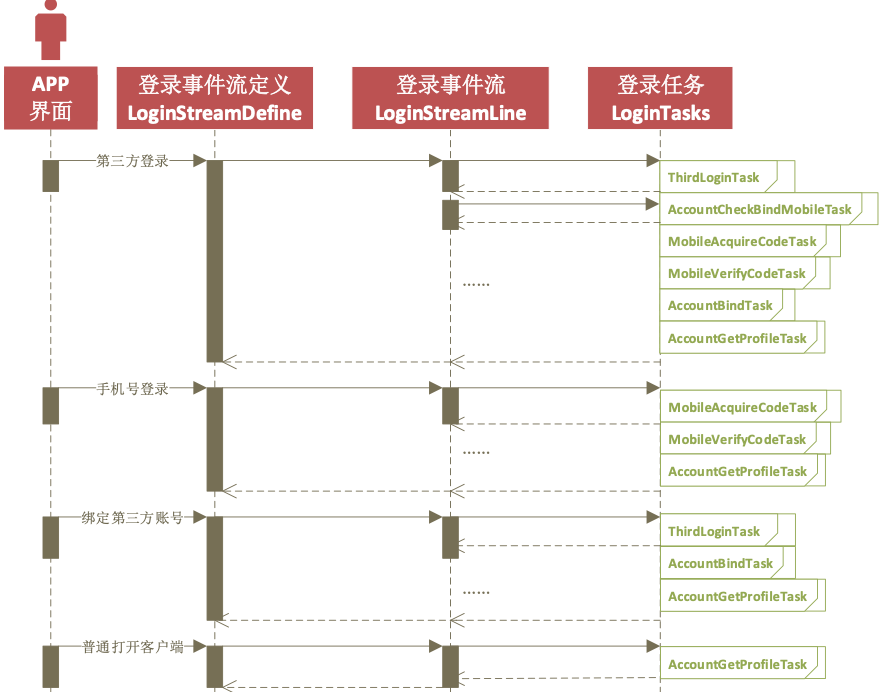 APP
界面
登录事件流定义
LoginStreamDefine
登录事件流
LoginStreamLine
登录任务
LoginTasks
第三方登录
ThirdLoginTask
AccountCheckBindMobileTask
MobileAcquireCodeTask
MobileVerifyCodeTask
……
AccountBindTask
AccountGetProfileTask
手机号登录
MobileAcquireCodeTask
MobileVerifyCodeTask
……
AccountGetProfileTask
绑定第三方账号
ThirdLoginTask
AccountBindTask
……
AccountGetProfileTask
普通打开客户端
AccountGetProfileTask